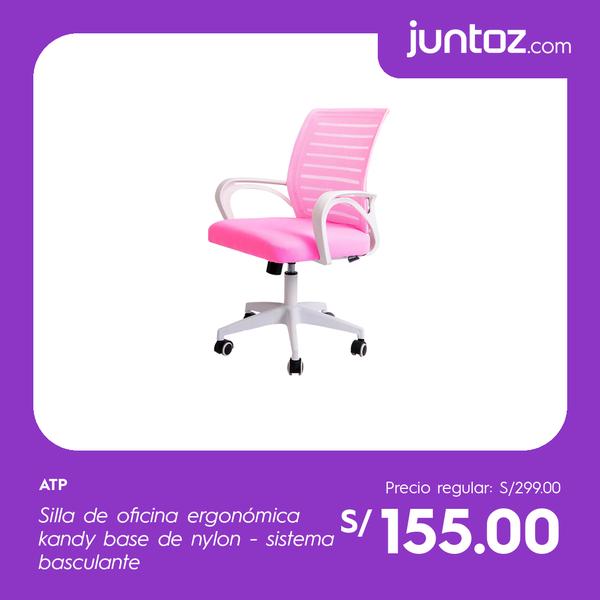 juntoz.com
ATP
Silla de oficina ergonómica
kandy base de nylon - sistema
basculante
Precio regular: S/299.00
S/155.00